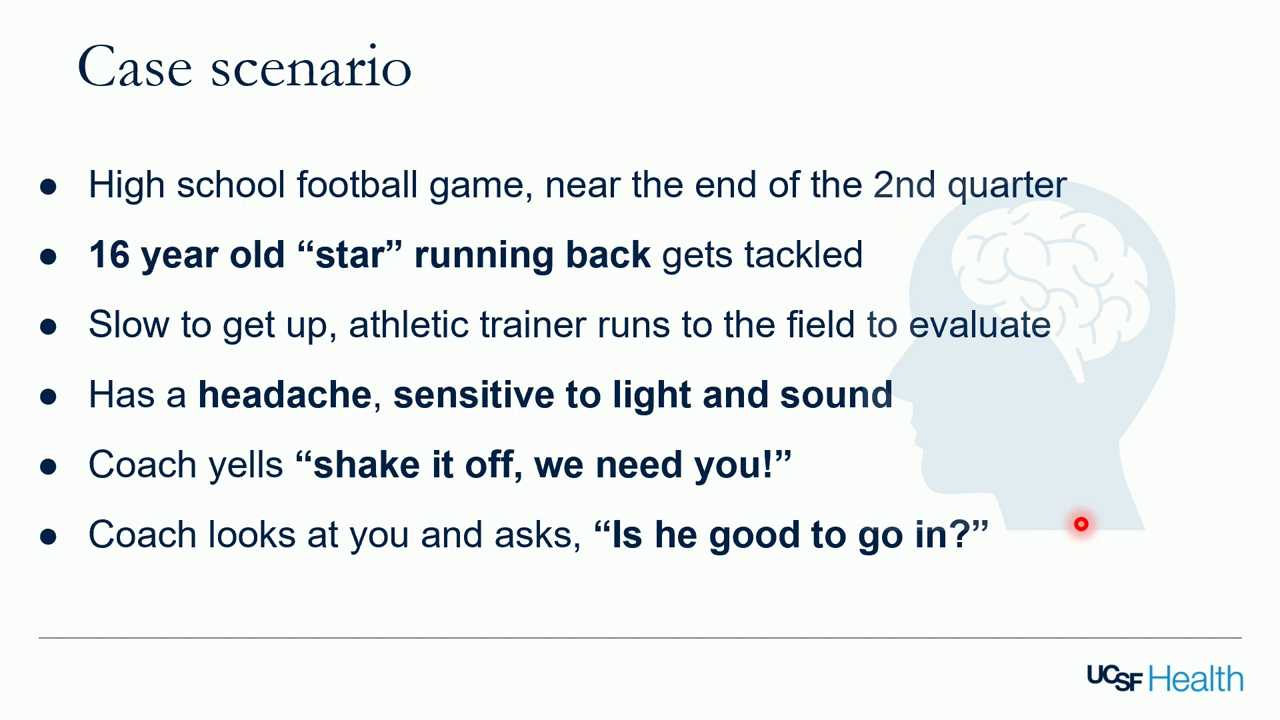 Case scenario
● High school football game, near the end of the 2nd quarter
● 16 year old “star” running back gets tackled
● Slow to get up, athletic trainer runs to the field to evaluate
● Has a headache, sensitive to light and sound
● Coach yells “shake it off, we need you!”
● Coach looks at you and asks, “Is he good to go in?”
UCSF Health